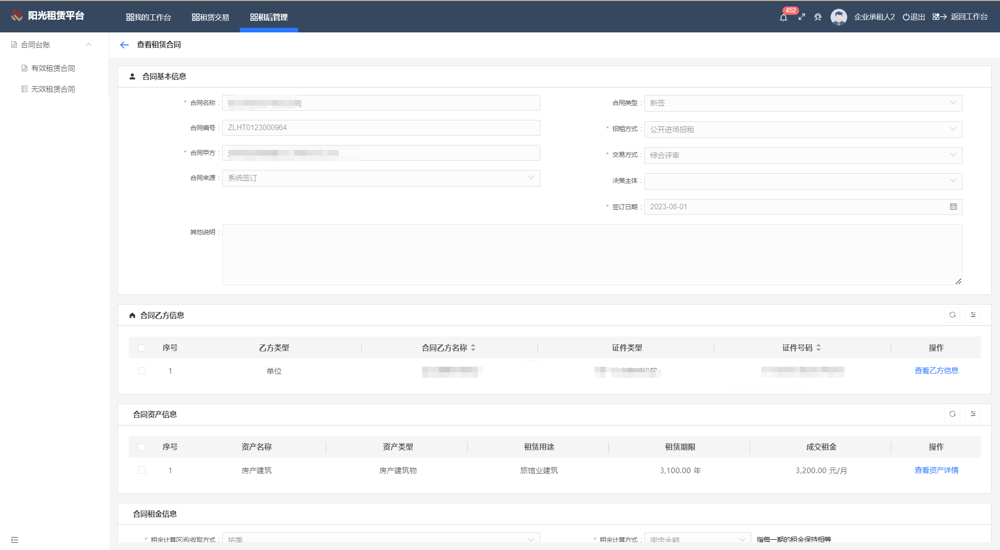 阳光租赁平台
我的工作台 租赁交易 租后管理
452
企业承租人2 退出 返回工作台
合同台账
有效租赁合同
无效租赁合同
查看租赁合同
合同基本信息
* 合同名称 : 司
合同类型 : 新签
合同编号 : ZLHT0123000964
* 招租方式 : 公开进场招租
* 合同甲方 :
* 交易方式 : 综合评审
合同来源 : 系统签订
决策主体 :
* 签订日期 : 2023-08-01
其他说明 :
合同乙方信息
序号 乙方类型 合同乙方名称 证件类型 证件号码 操作
1 单位 查看乙方信息
合同资产信息
序号 资产名称 资产类型 租赁用途 租赁期限 成交租金 操作
1 房产建筑 房产建筑物 旅馆业建筑 3,100.00 年 3,200.00 元/月 查看资产详情
合同租金信息
* 租金计算区间/收取方式 : 按季
* 租金计算方式 : 固定金额 指每一期的租金保持相等